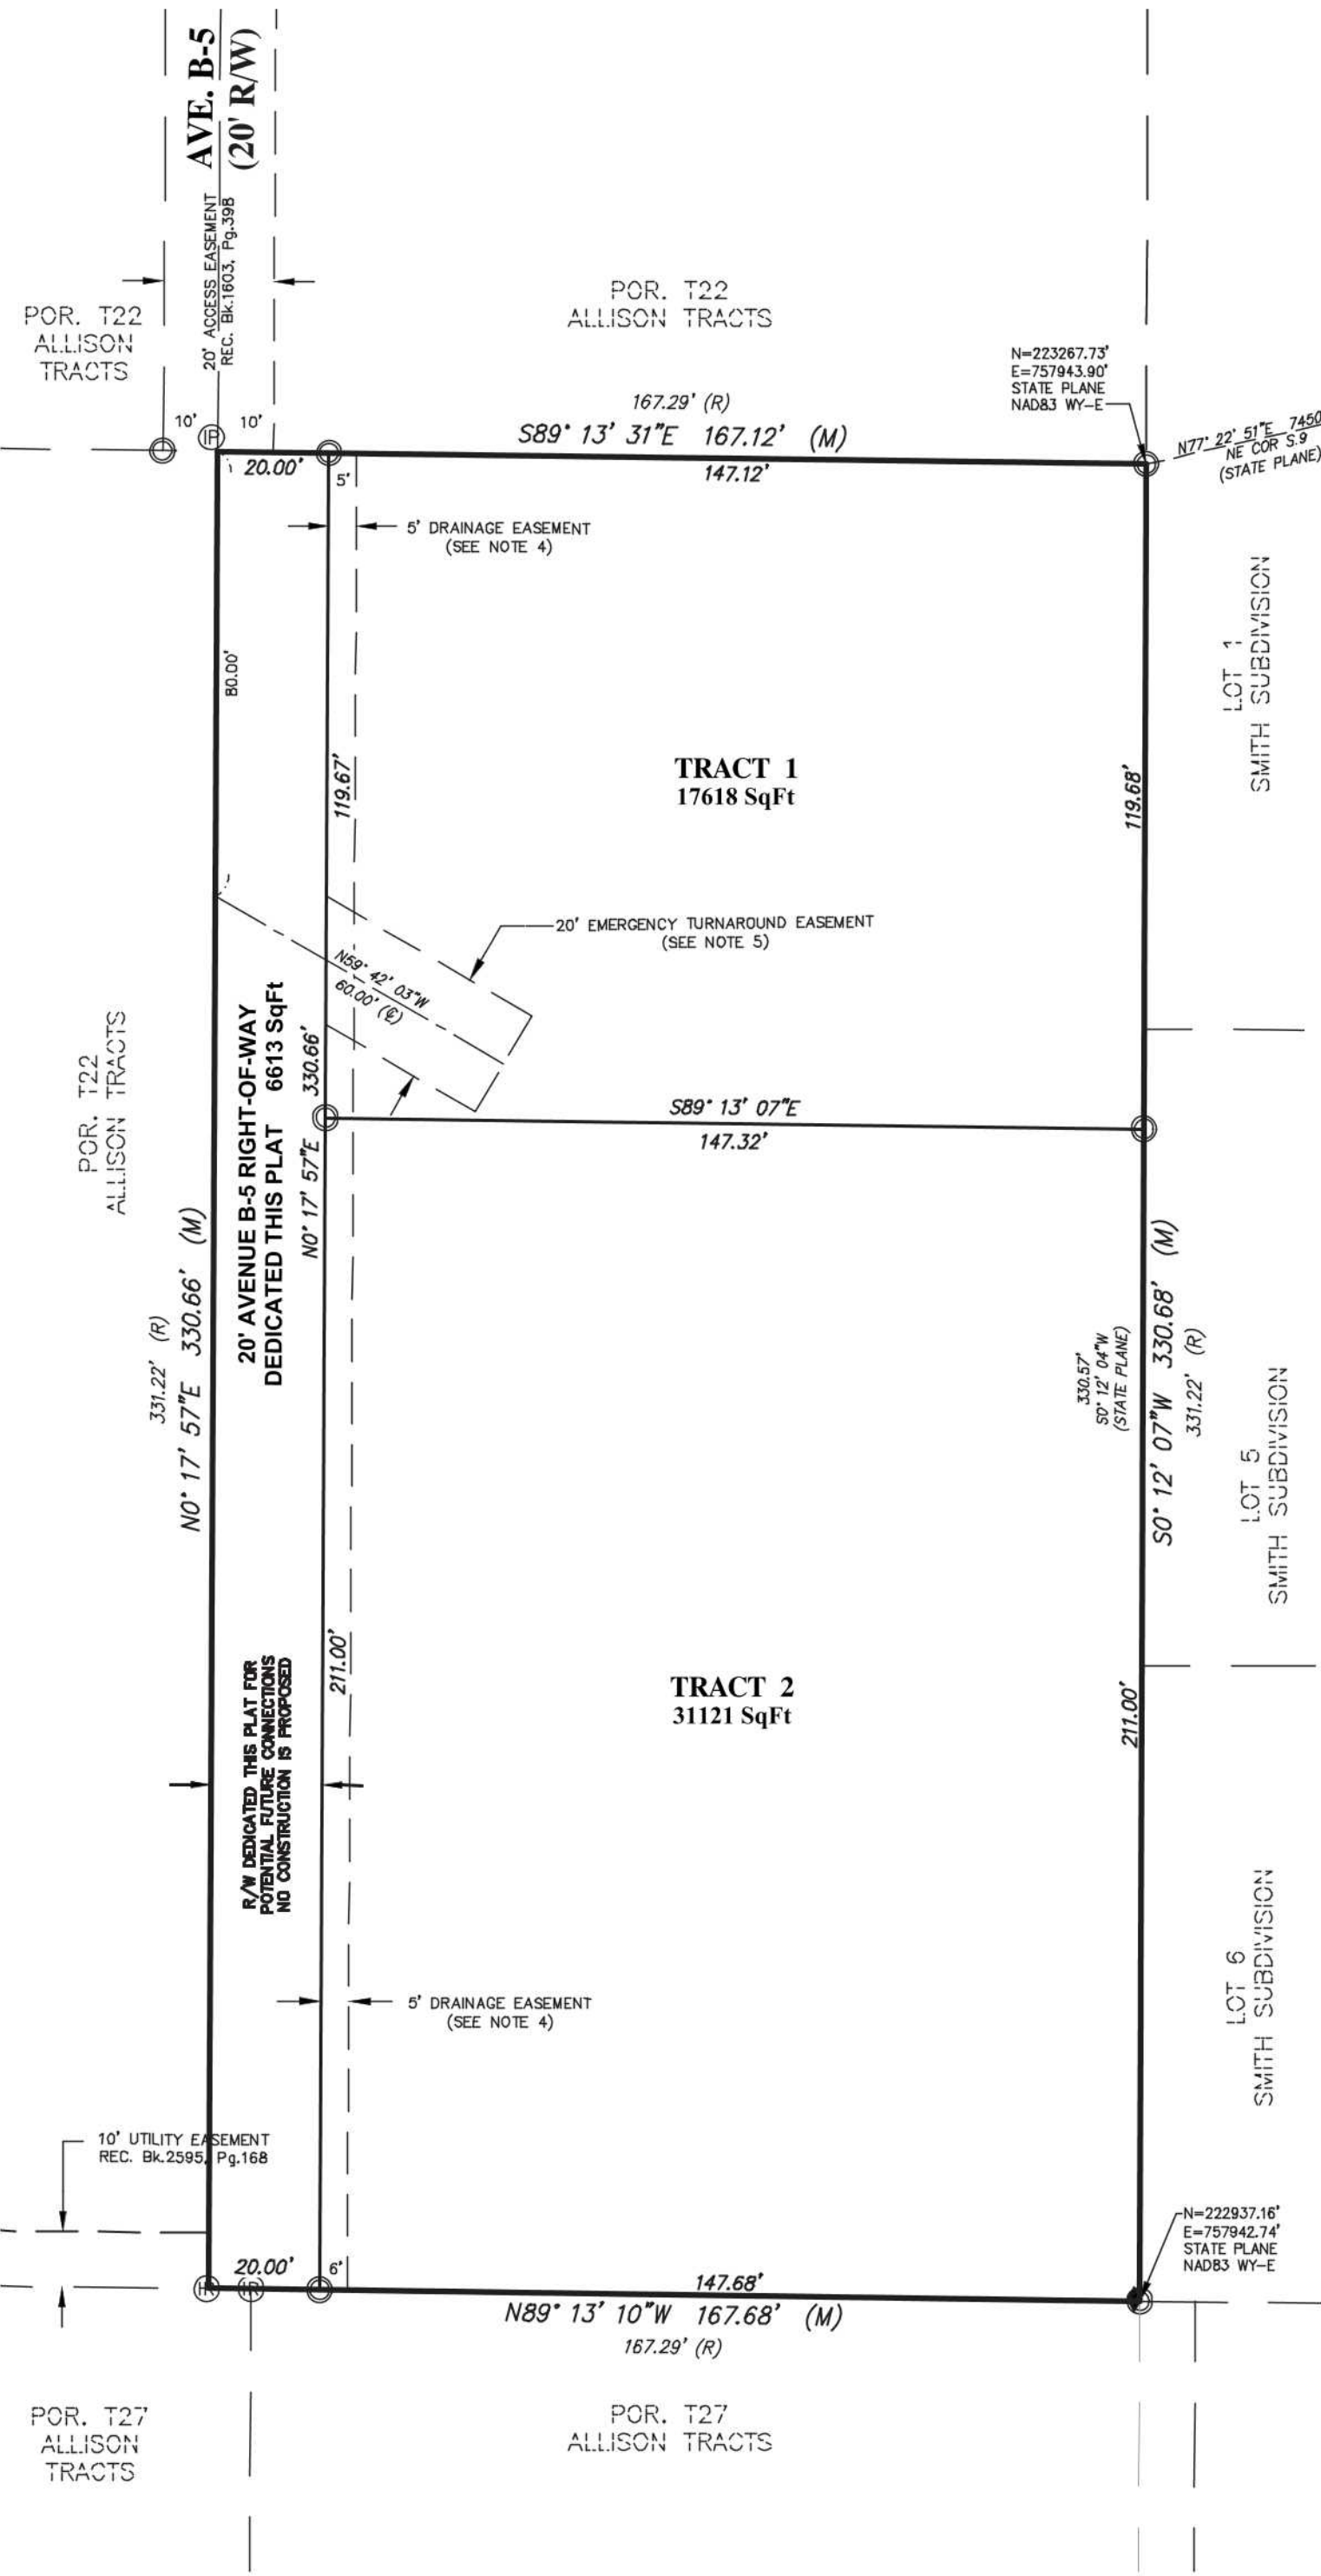 AVE. B-5
(20' R/W)
20' ACCESS EASEMENT
REC. Bk.1603, Pg.398
POR. T22
ALLISON
TRACTS
POR. T22
ALLISON TRACTS
N=223267.73'
E=757943.90'
STATE PLANE
NAD83 WY-E
167.29' (R)
S89° 13' 31"E 167.12' (M)
10'
IP
10'
20.00'
147.12'
N77° 22' 51"E 7450
NE COR S.9
(STATE PLANE)
5'
5' DRAINAGE EASEMENT
(SEE NOTE 4)
LOT 1
SMITH SUBDIVISION
80.00'
119.67'
TRACT 1
17618 SqFt
119.68'
20' EMERGENCY TURNAROUND EASEMENT
(SEE NOTE 5)
N59° 42' 03"W
60.00' (℄)
POR. T22
ALLISON TRACTS
20' AVENUE B-5 RIGHT-OF-WAY
DEDICATED THIS PLAT 6613 SqFt
N0° 17' 57"E 330.66'
S89° 13' 07"E
147.32'
331.22' (R)
N0° 17' 57"E 330.66' (M)
330.57'
S0° 12' 04"W
(STATE PLANE)
S0° 12' 07"W 330.68' (M)
331.22' (R)
LOT 5
SMITH SUBDIVISION
R/W DEDICATED THIS PLAT FOR
POTENTIAL FUTURE CONNECTIONS
NO CONSTRUCTION IS PROPOSED
211.00'
TRACT 2
31121 SqFt
211.00'
5' DRAINAGE EASEMENT
(SEE NOTE 4)
LOT 6
SMITH SUBDIVISION
10' UTILITY EASEMENT
REC. Bk.2595, Pg.168
N=222937.16'
E=757942.74'
STATE PLANE
NAD83 WY-E
20.00'
6'
147.68'
N89° 13' 10"W 167.68' (M)
167.29' (R)
POR. T27
ALLISON
TRACTS
POR. T27
ALLISON TRACTS